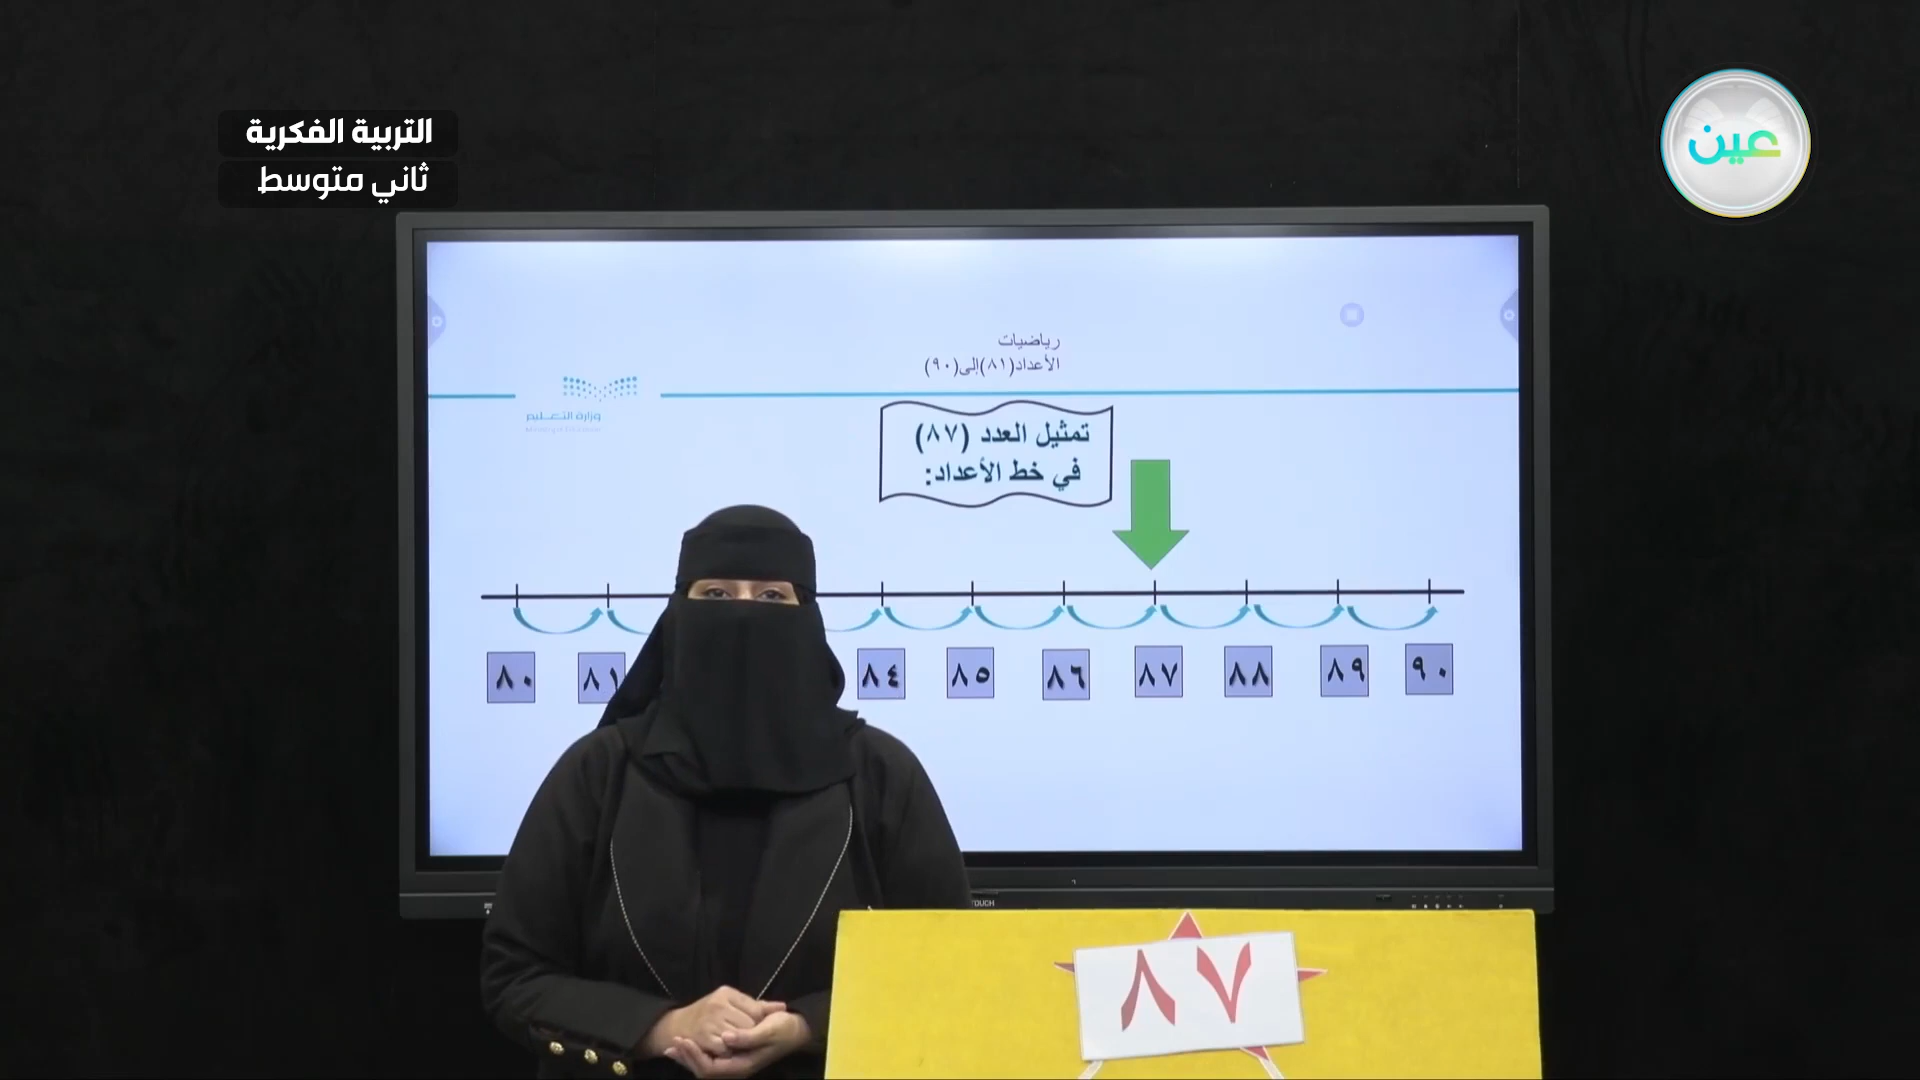 التربية الفكرية
ثاني متوسط
عين
رياضيات
الأعداد(٨١)إلى(٩٠)
وزارة التعليم
تمثيل العدد (٨٧)
في خط الأعداد:
٨٠ ٨١ ٨٤ ٨٥ ٨٦ ٨٧ ٨٨ ٨٩ ٩٠
TOUCH
٨٧